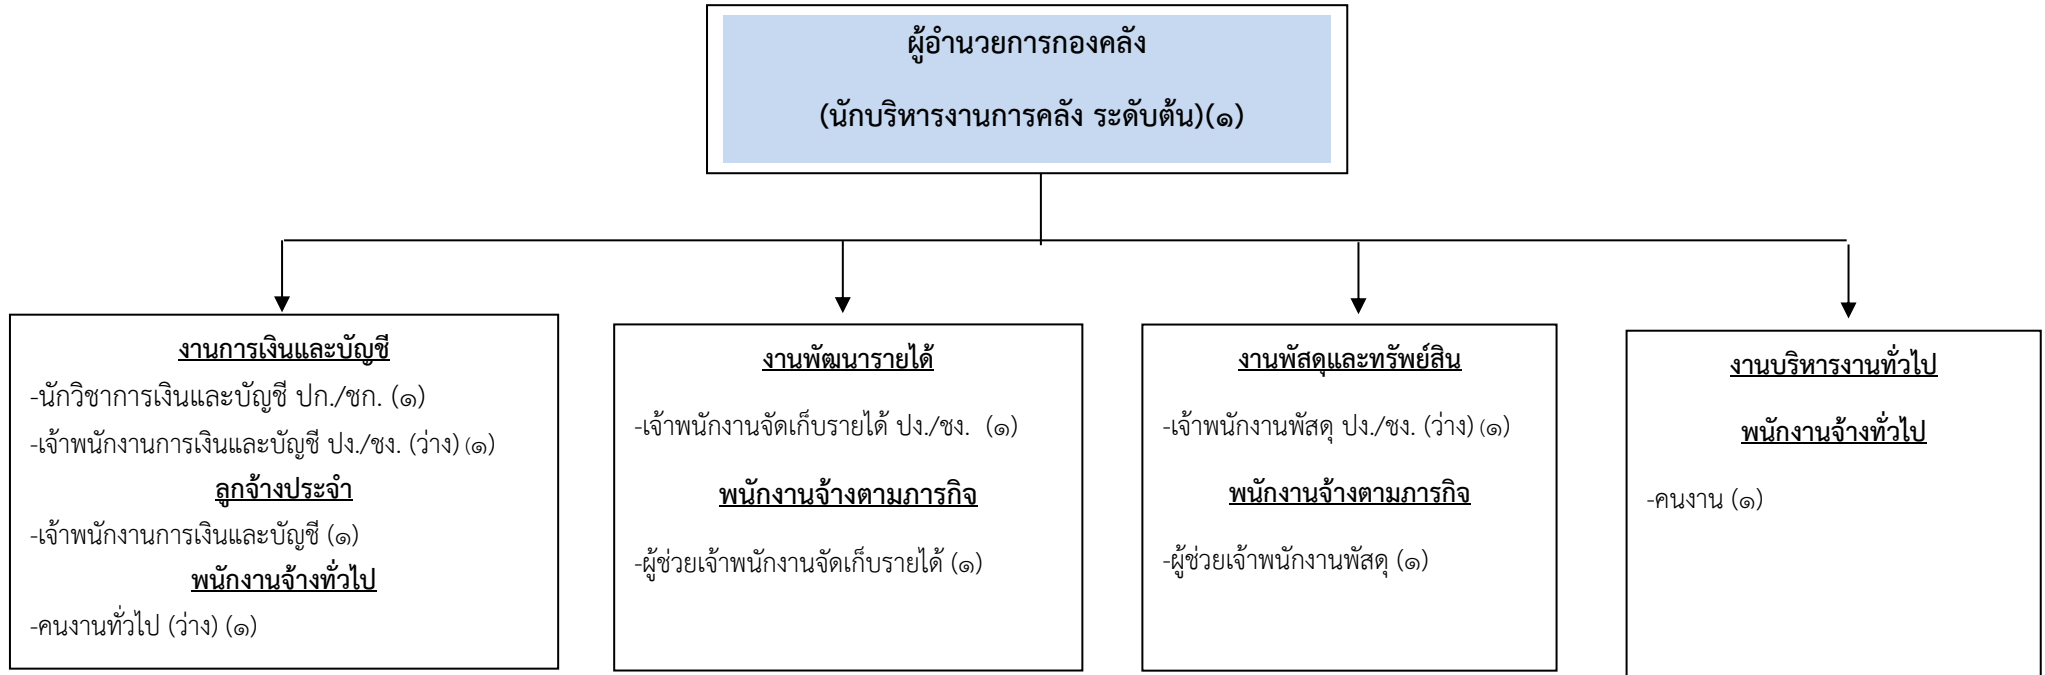 ผู้อำนวยการกองคลัง
(นักบริหารงานการคลัง ระดับต้น)(๑)
งานการเงินและบัญชี
-นักวิชาการเงินและบัญชี ปก./ชก. (๑)
-เจ้าพนักงานการเงินและบัญชี ปง./ชง. (ว่าง) (๑)
ลูกจ้างประจำ
-เจ้าพนักงานการเงินและบัญชี (๑)
พนักงานจ้างทั่วไป
-คนงานทั่วไป (ว่าง) (๑)
งานพัฒนารายได้
-เจ้าพนักงานจัดเก็บรายได้ ปง./ชง. (๑)
พนักงานจ้างตามภารกิจ
-ผู้ช่วยเจ้าพนักงานจัดเก็บรายได้ (๑)
งานพัสดุและทรัพย์สิน
-เจ้าพนักงานพัสดุ ปง./ชง. (ว่าง) (๑)
พนักงานจ้างตามภารกิจ
-ผู้ช่วยเจ้าพนักงานพัสดุ (๑)
งานบริหารงานทั่วไป
พนักงานจ้างทั่วไป
-คนงาน (๑)